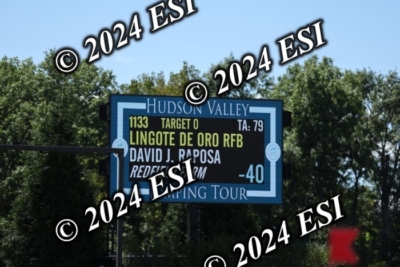 © 2024 ESI
© 2024 ESI
HUDSON VALLEY
1133 TARGET 0 TA: 79
LINGOTE DE ORO RFB
DAVID J. RAPOSA
-40
TOUR
© 2024 ESI
© 2024 ESI